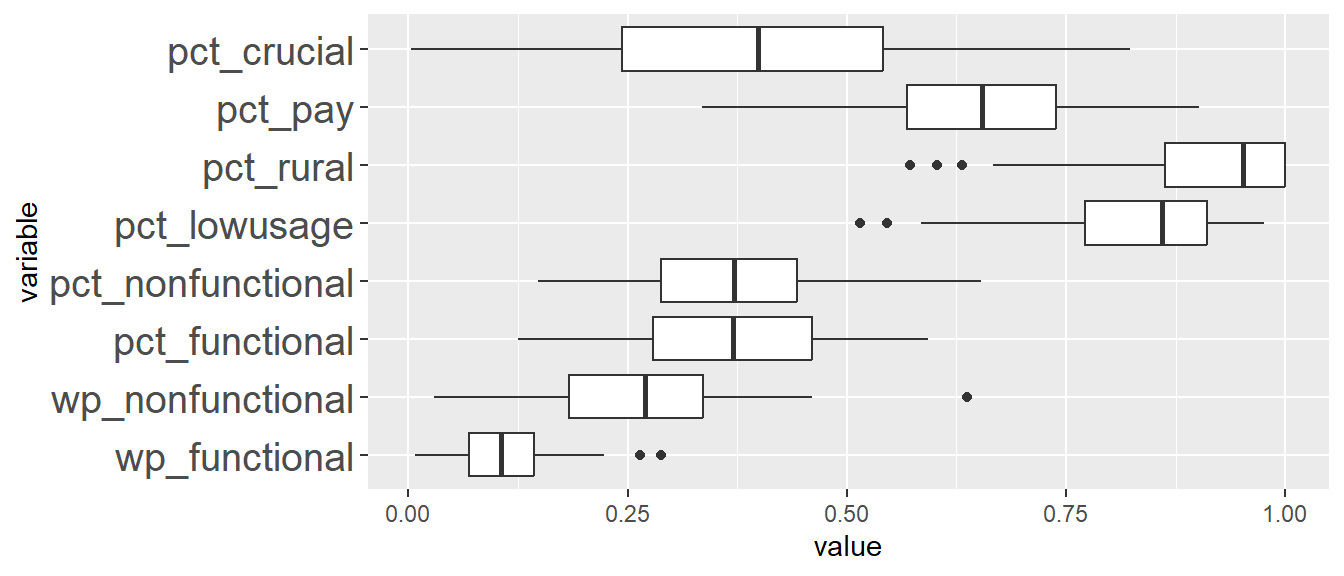 pct_crucial
pct_pay
pct_rural
pct_lowusage
pct_nonfunctional
pct_functional
wp_nonfunctional
wp_functional
variable
0.00 0.25 0.50 0.75 1.00
value